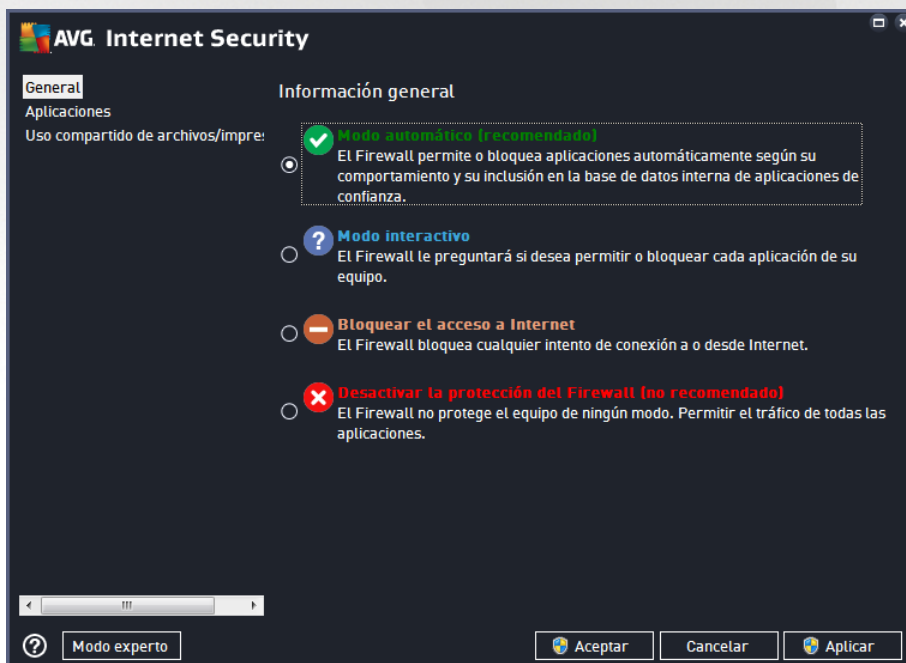 AVG Internet Security
General
Aplicaciones
Uso compartido de archivos/impre
Información general
Modo automático (recomendado)
El Firewall permite o bloquea aplicaciones automáticamente según su
comportamiento y su inclusión en la base de datos interna de aplicaciones de
confianza.
Modo interactivo
El Firewall le preguntará si desea permitir o bloquear cada aplicación de su
equipo.
Bloquear el acceso a Internet
El Firewall bloquea cualquier intento de conexión a o desde Internet.
Desactivar la protección del Firewall (no recomendado)
El Firewall no protege el equipo de ningún modo. Permitir el tráfico de todas las
aplicaciones.
Modo experto
Aceptar
Cancelar
Aplicar